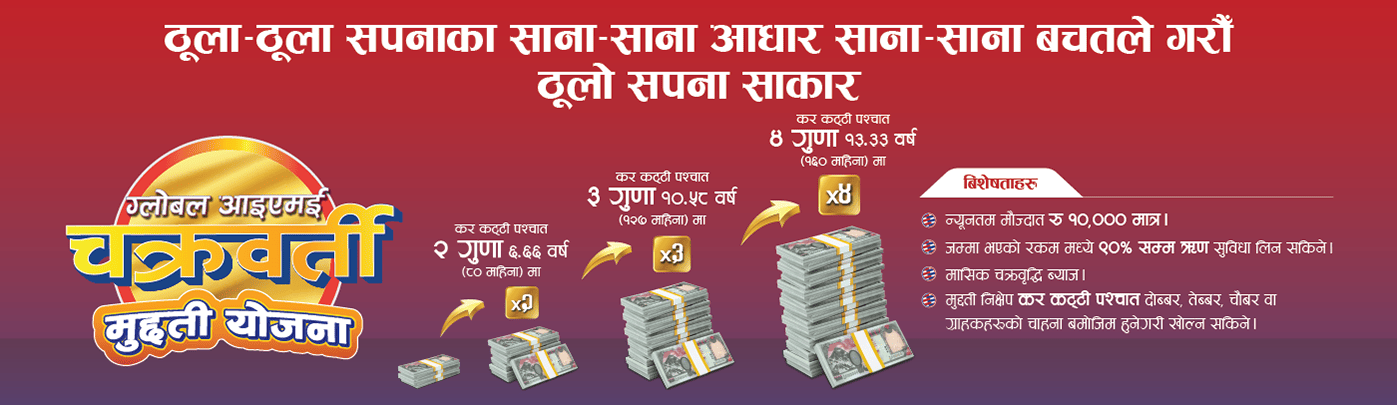 ठूला-ठूला सपनाका साना-साना आधार साना-साना बचतले गरौँ
ठूलो सपना साकार
ग्लोबल आइएमई
चक्रवर्ती
मुद्दती योजना
कर कट्ठी पश्चात
२ गुणा ६.६६ वर्ष
(८० महिना) मा
x२
कर कट्ठी पश्चात
३ गुणा १०.५८ वर्ष
(१२७ महिना) मा
x३
कर कट्ठी पश्चात
४ गुणा १३.३३ वर्ष
(१६० महिना) मा
x४
बिशेषताहरु
न्यूनतम मौज्दात रु १०,००० मात्र।
जम्मा भएको रकम मध्ये ९०% सम्म ऋण सुविधा लिन सकिने।
मासिक चक्रवृद्धि ब्याज।
मुद्दती निक्षेप कर कट्ठी पश्चात दोब्बर, तेब्बर, चौबर वा
ग्राहकहरुको चाहना बमोजिम हुनेगरी खोल्न सकिने।